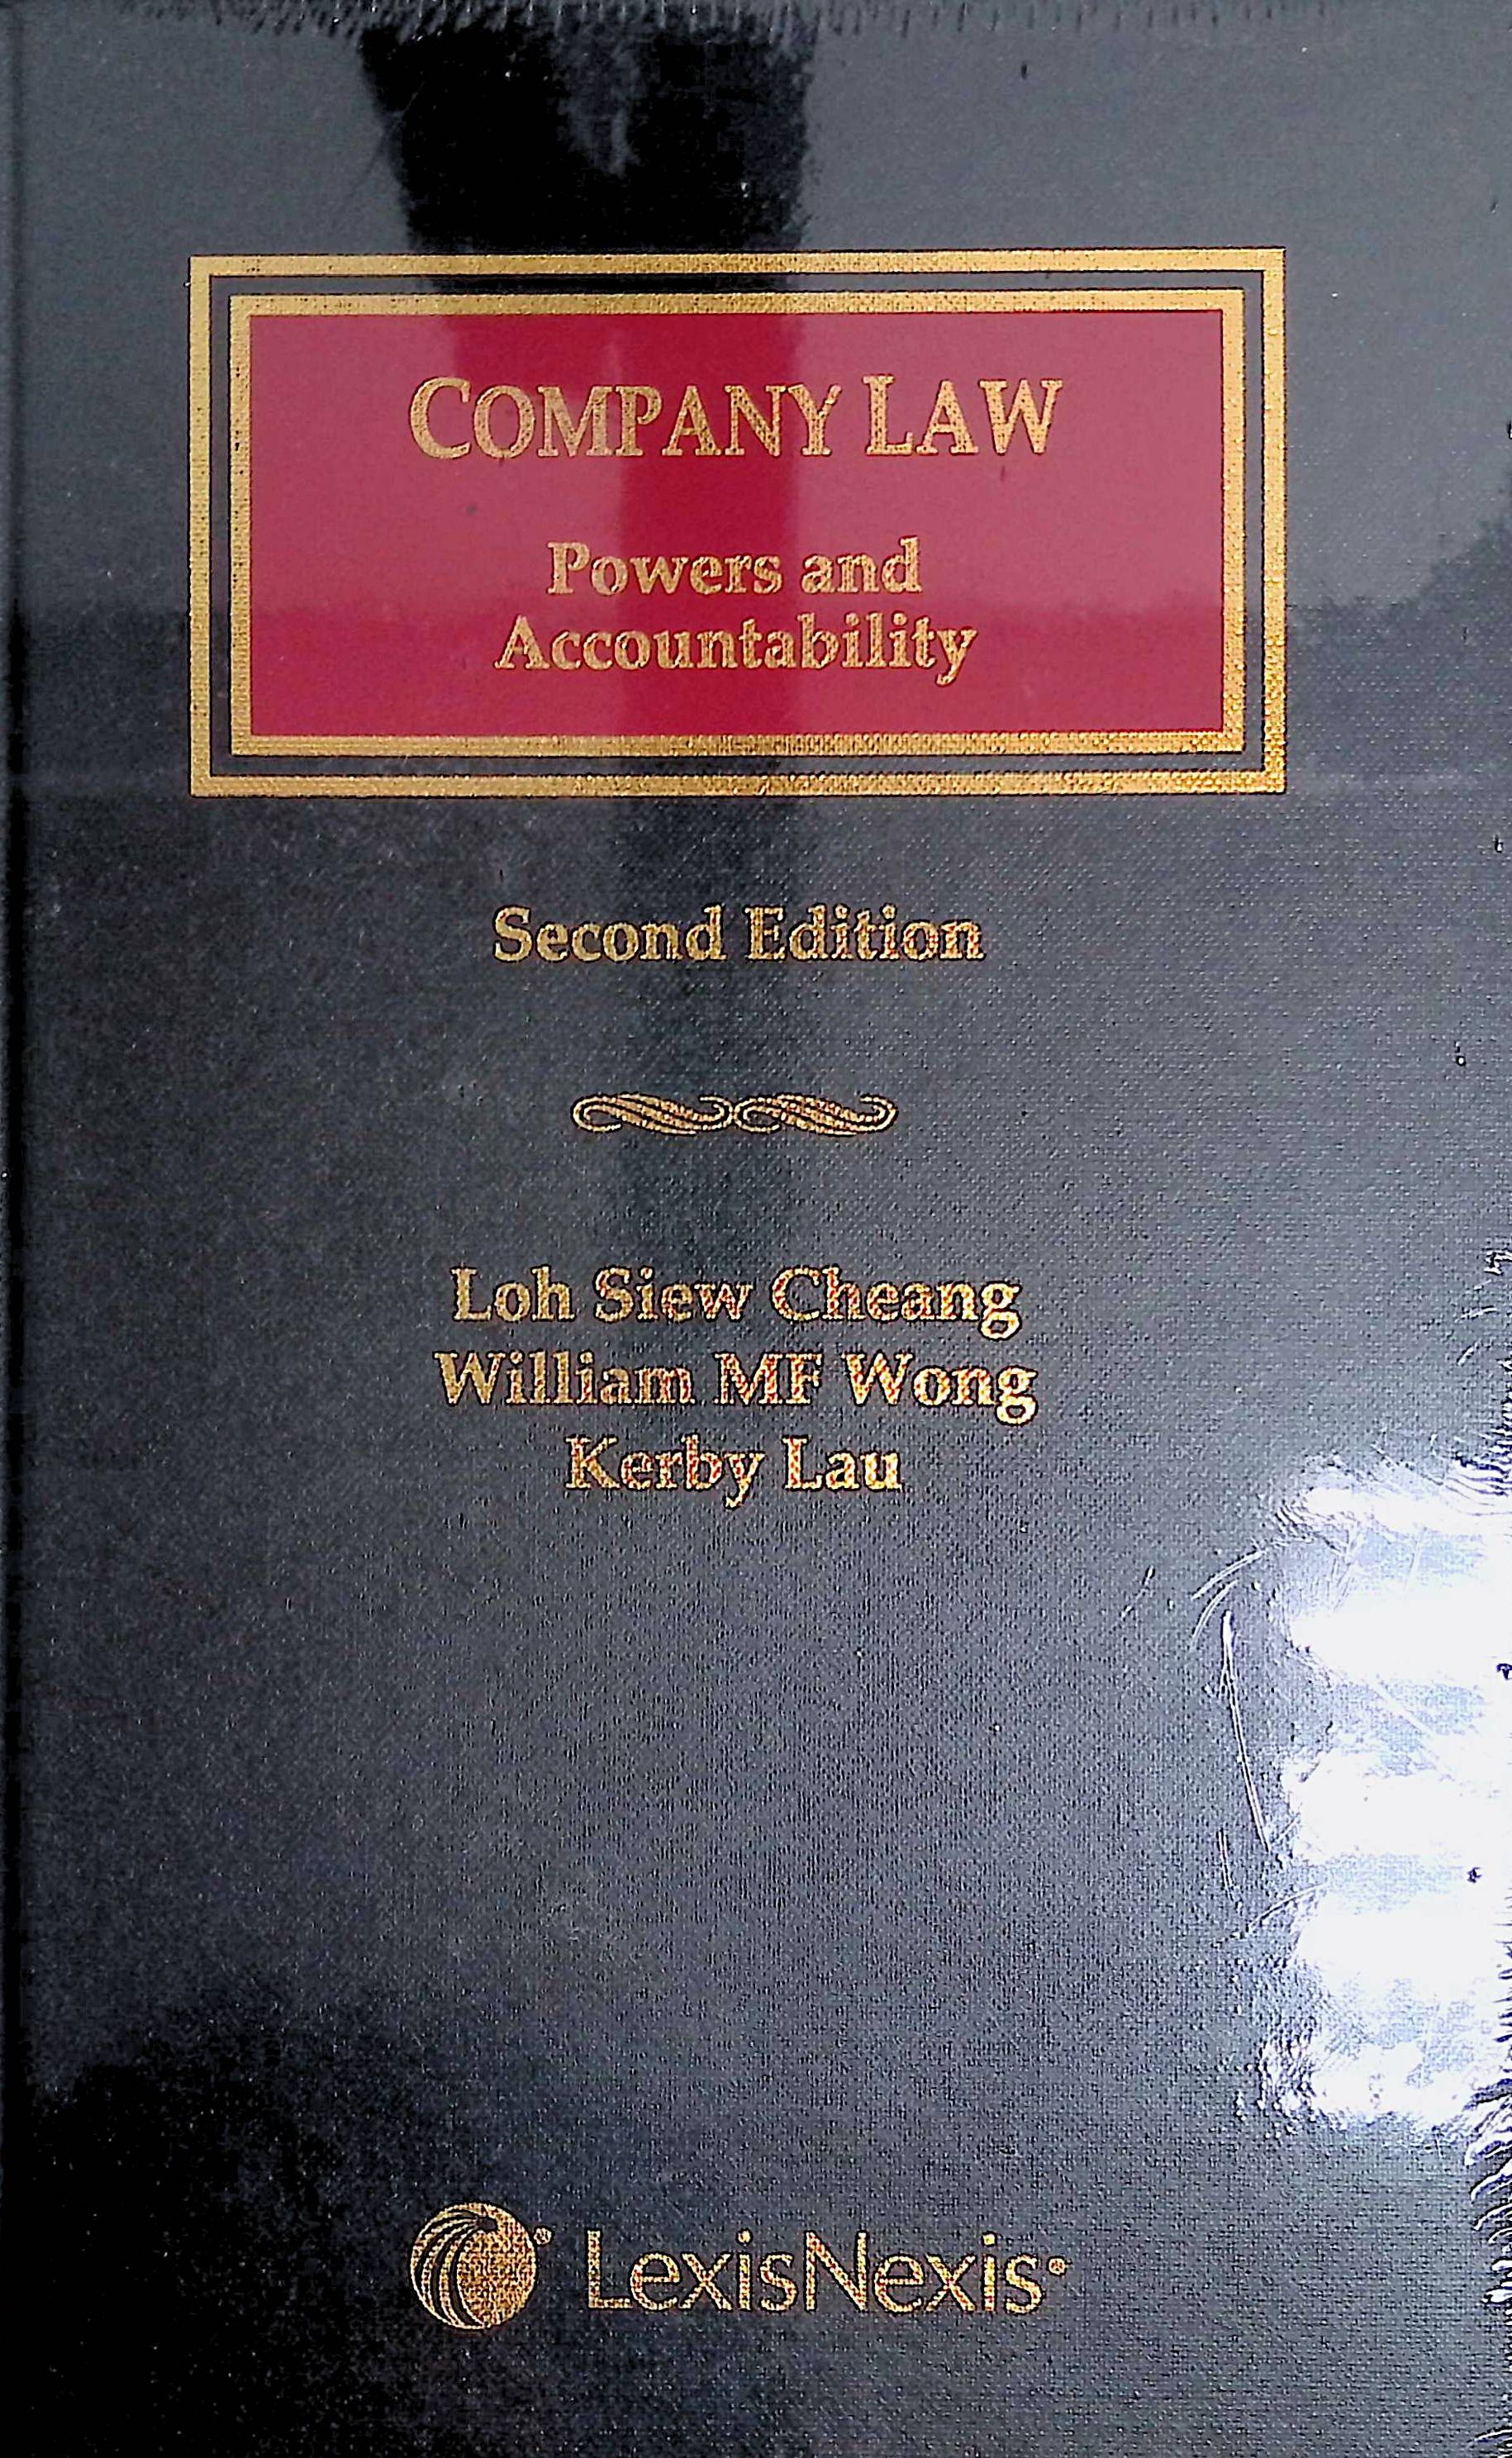 COMPANY LAW
Powers and
Accountability
Second Edition
Loh Siew Cheang
William MF Wong
Kerby Lau
LexisNexis®